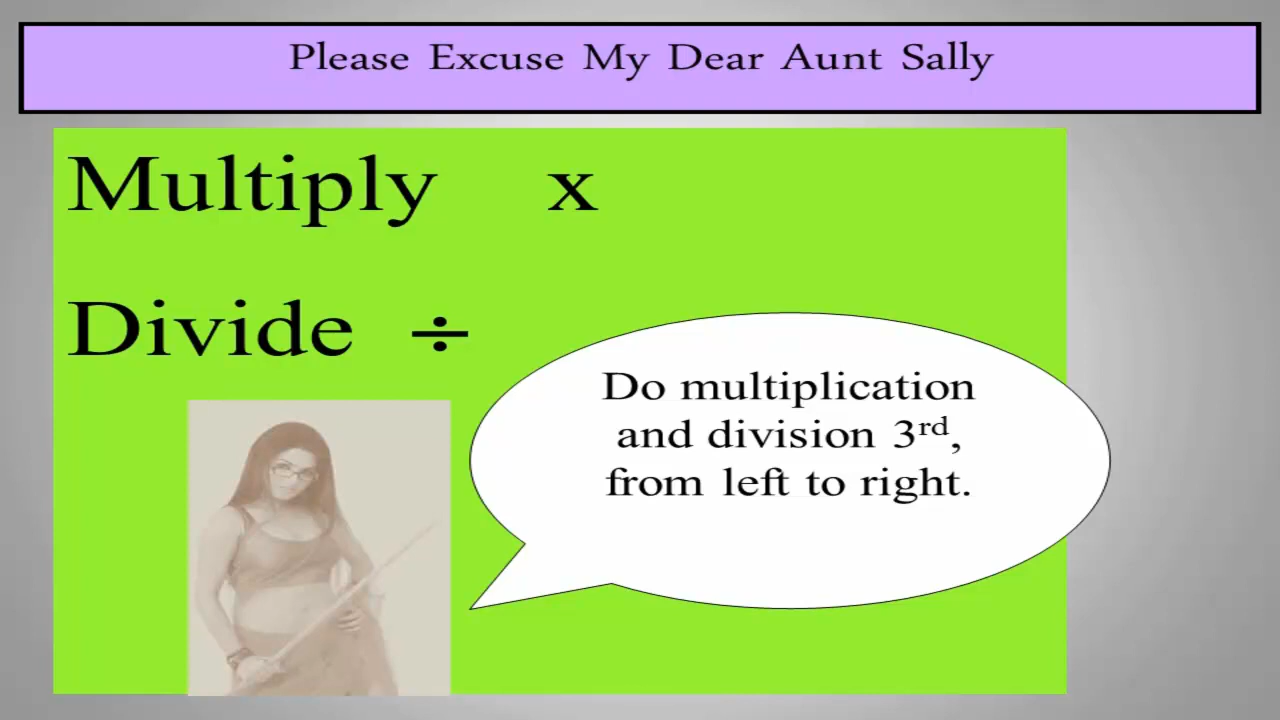 Please Excuse My Dear Aunt Sally
Multiply x
Divide ÷
Do multiplication
and division 3rd,
from left to right.